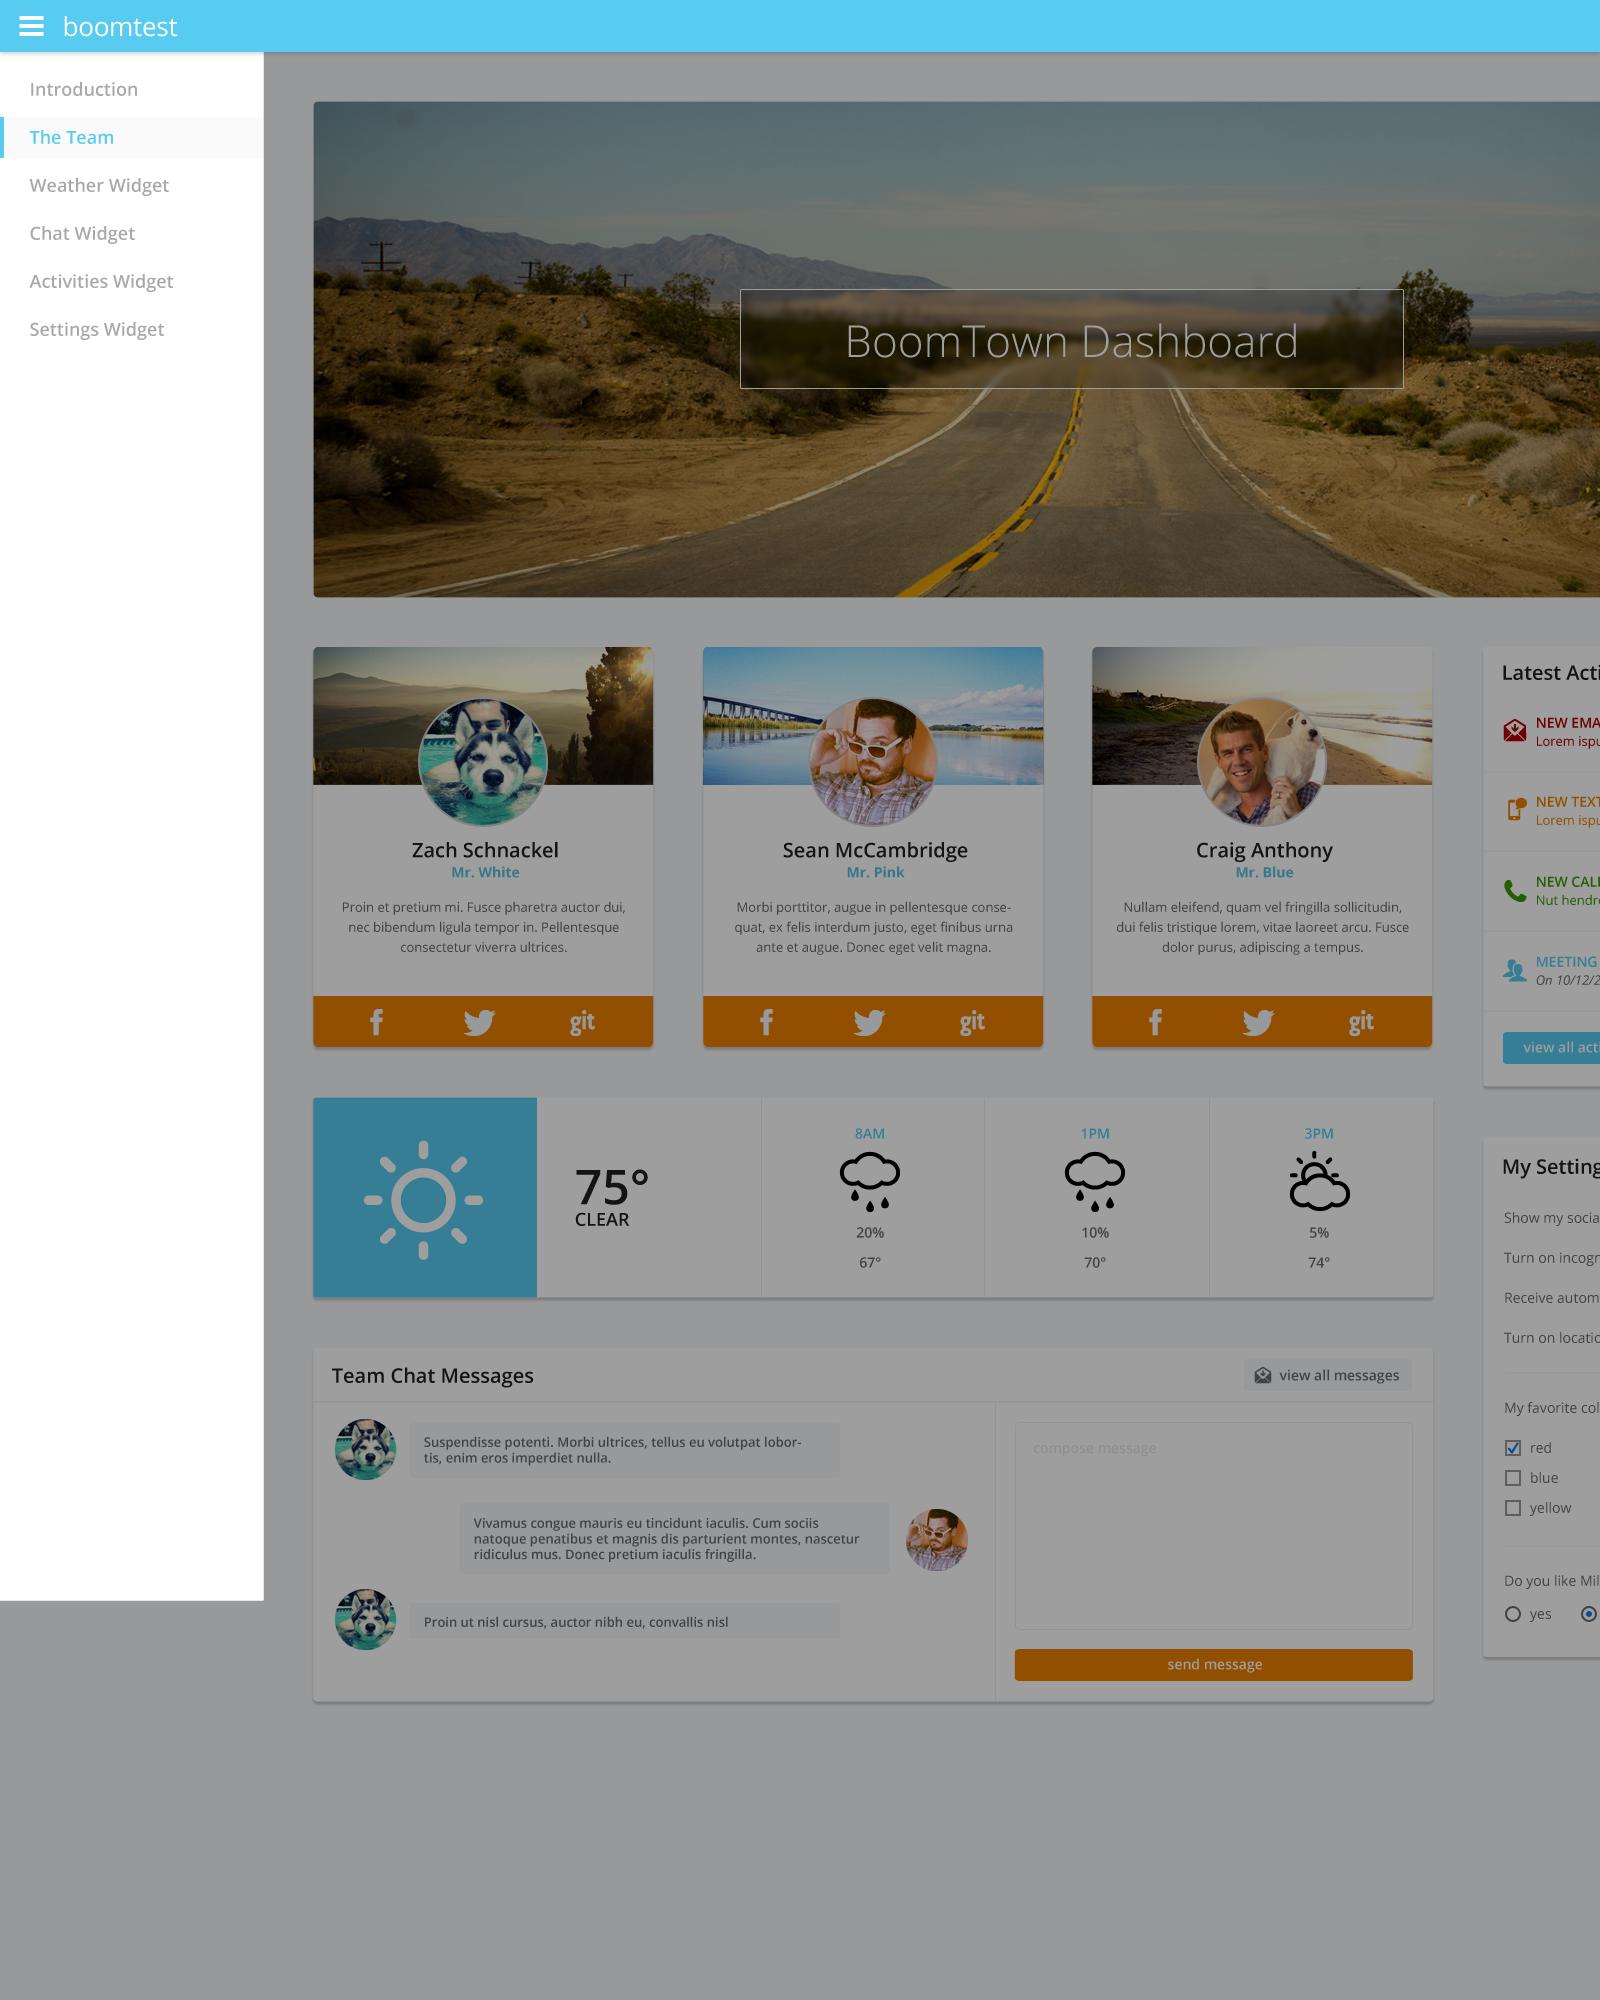 boomtest
Introduction
The Team
Weather Widget
Chat Widget
Activities Widget
Settings Widget
BoomTown Dashboard
Zach Schnackel
Mr. White
Proin et pretium mi. Fusce pharetra auctor dui,
nec bibendum ligula tempor in. Pellentesque
consectetur viverra ultrices.
git
Sean McCambridge
Mr. Pink
Morbi porttitor, augue in pellentesque conse-
quat, ex felis interdum justo, eget finibus urna
ante et augue. Donec eget velit magna.
git
Craig Anthony
Mr. Blue
Nullam eleifend, quam vel fringilla sollicitudin,
dui felis tristique lorem, vitae laoreet arcu. Fusce
dolor purus, adipiscing a tempus.
git
Latest Acti
NEW EMA
Lorem ispu
NEW TEXT
Lorem ispu
NEW CALL
Nut hendre
MEETING
On 10/12/2
view all acti
75°
CLEAR
8AM
20%
67°
1PM
10%
70°
3PM
5%
74°
Team Chat Messages
view all messages
Suspendisse potenti. Morbi ultrices, tellus eu volutpat lobor-
tis, enim eros imperdiet nulla.
Vivamus congue mauris eu tincidunt iaculis. Cum sociis
natoque penatibus et magnis dis parturient montes, nascetur
ridiculus mus. Donec pretium iaculis fringilla.
Proin ut nisl cursus, auctor nibh eu, convallis nisl
compose message
send message
My Setting
Show my socia
Turn on incogn
Receive autom
Turn on locatio
My favorite col
red
blue
yellow
Do you like Mil
yes